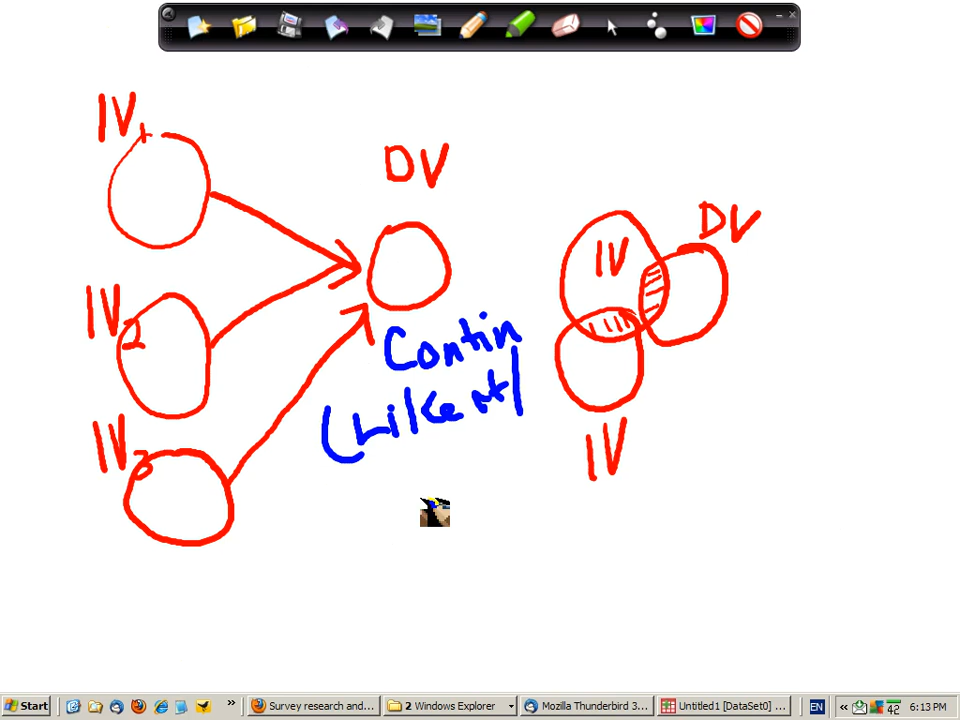 IV1
DV
IV2
IV3
Contin
(Likert)
IV
DV
IV
Start
Survey research and...
2 Windows Explorer
Mozilla Thunderbird 3...
Untitled1 [DataSet0] ...
EN
42
6:13 PM